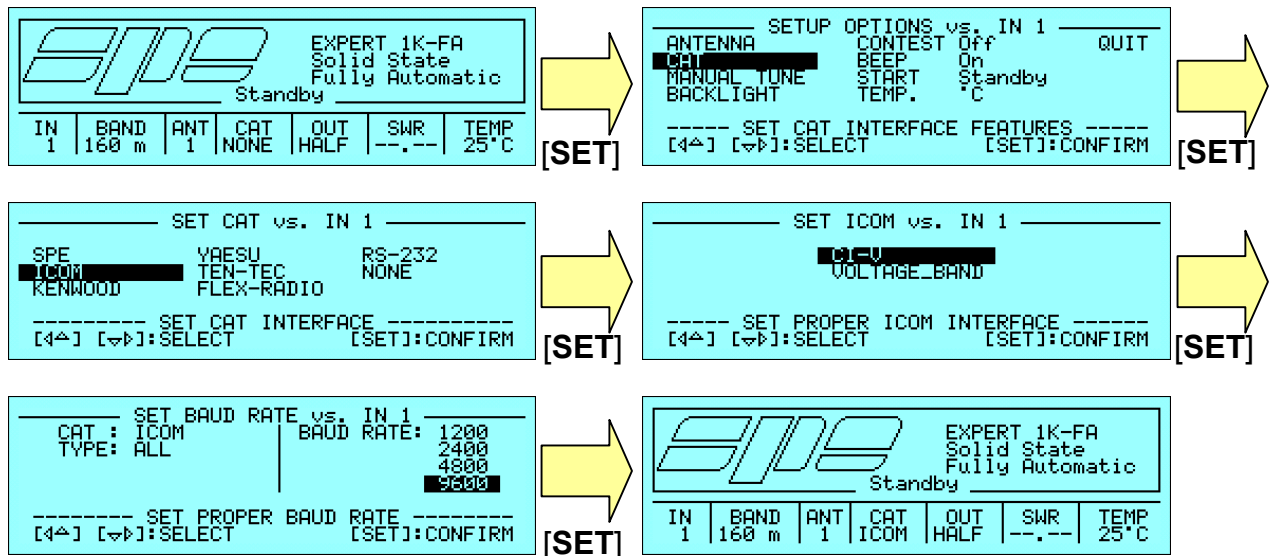 spe
EXPERT 1K-FA
Solid State
Fully Automatic
Standby
IN BAND ANT CAT OUT SWR TEMP
1 160 m 1 NONE HALF --.-- 25°C
[SET]
SETUP OPTIONS vs. IN 1
ANTENNA CONTEST Off QUIT
CAT BEEP On
MANUAL TUNE START Standby
BACKLIGHT TEMP. °C
----- SET CAT INTERFACE FEATURES -----
[◁△] [▽▷]:SELECT [SET]:CONFIRM
[SET]
SET CAT vs. IN 1
SPE YAESU RS-232
ICOM TEN-TEC NONE
KENWOOD FLEX-RADIO
--------- SET CAT INTERFACE ----------
[◁△] [▽▷]:SELECT [SET]:CONFIRM
[SET]
SET ICOM vs. IN 1
CI-V
VOLTAGE_BAND
----- SET PROPER ICOM INTERFACE ------
[◁△] [▽▷]:SELECT [SET]:CONFIRM
[SET]
SET BAUD RATE vs. IN 1
CAT : ICOM BAUD RATE: 1200
TYPE: ALL 2400
4800
9600
-------- SET PROPER BAUD RATE --------
[◁△] [▽▷]:SELECT [SET]:CONFIRM
[SET]
spe
EXPERT 1K-FA
Solid State
Fully Automatic
Standby
IN BAND ANT CAT OUT SWR TEMP
1 160 m 1 ICOM HALF --.-- 25°C